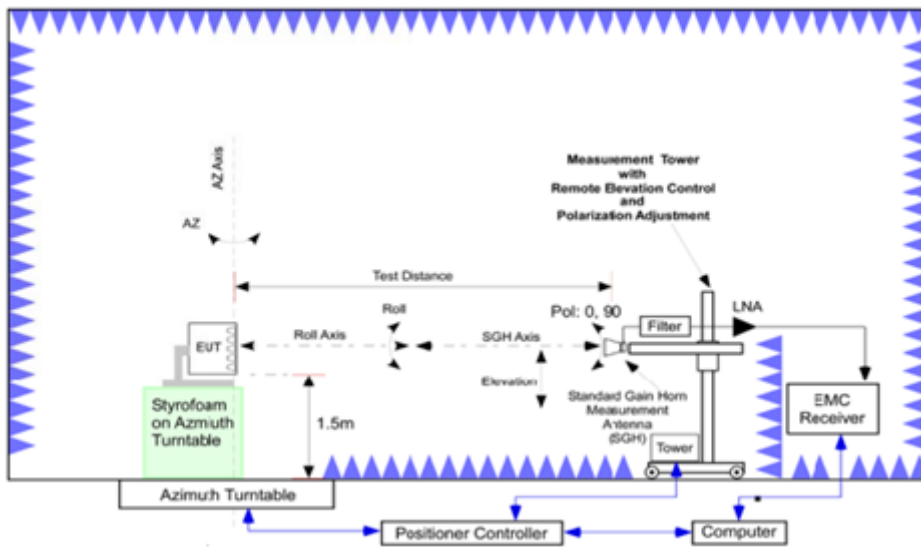 AZ Axis
AZ
Measurement Tower
with
Remote Elevation Control
and
Polarization Adjustment
Test Distance
Roll
Pol: 0, 90
LNA
Filter
EUT
Roll Axis
SGH Axis
Elevation
Styrofoam
on Azmiuth
Turntable
1.5m
Standard Gain Horn
Measurement
Antenna
(SGH)
Tower
EMC
Receiver
Azimuth Turntable
Positioner Controller
Computer